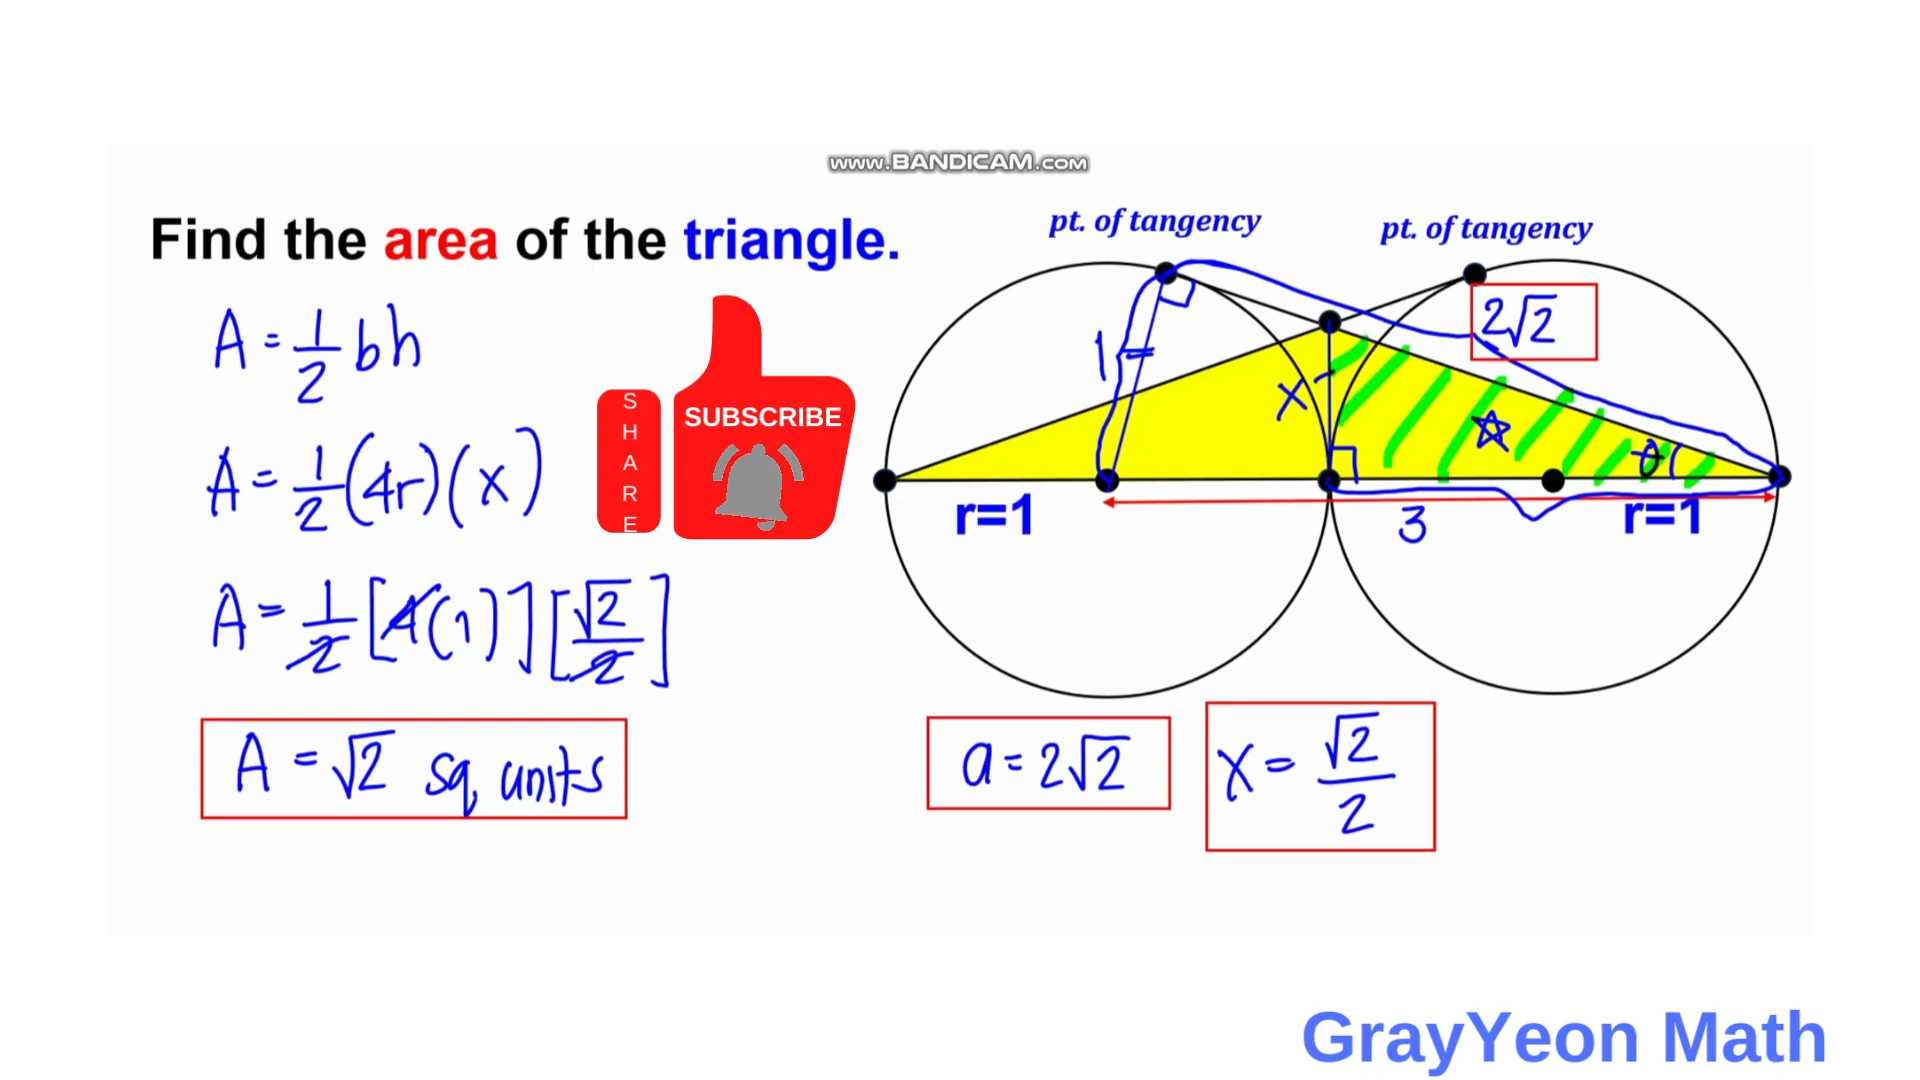 www.BANDICAM.com
Find the area of the triangle.
pt. of tangency
pt. of tangency
A = 1/2 bh
A = 1/2 (4r)(x)
A = 1/2 [4(1)] [√2/2]
A = √2 sq. units
SHARE
SUBSCRIBE
1
x
2√2
θ
r=1
3
r=1
a = 2√2
x = √2/2
GrayYeon Math